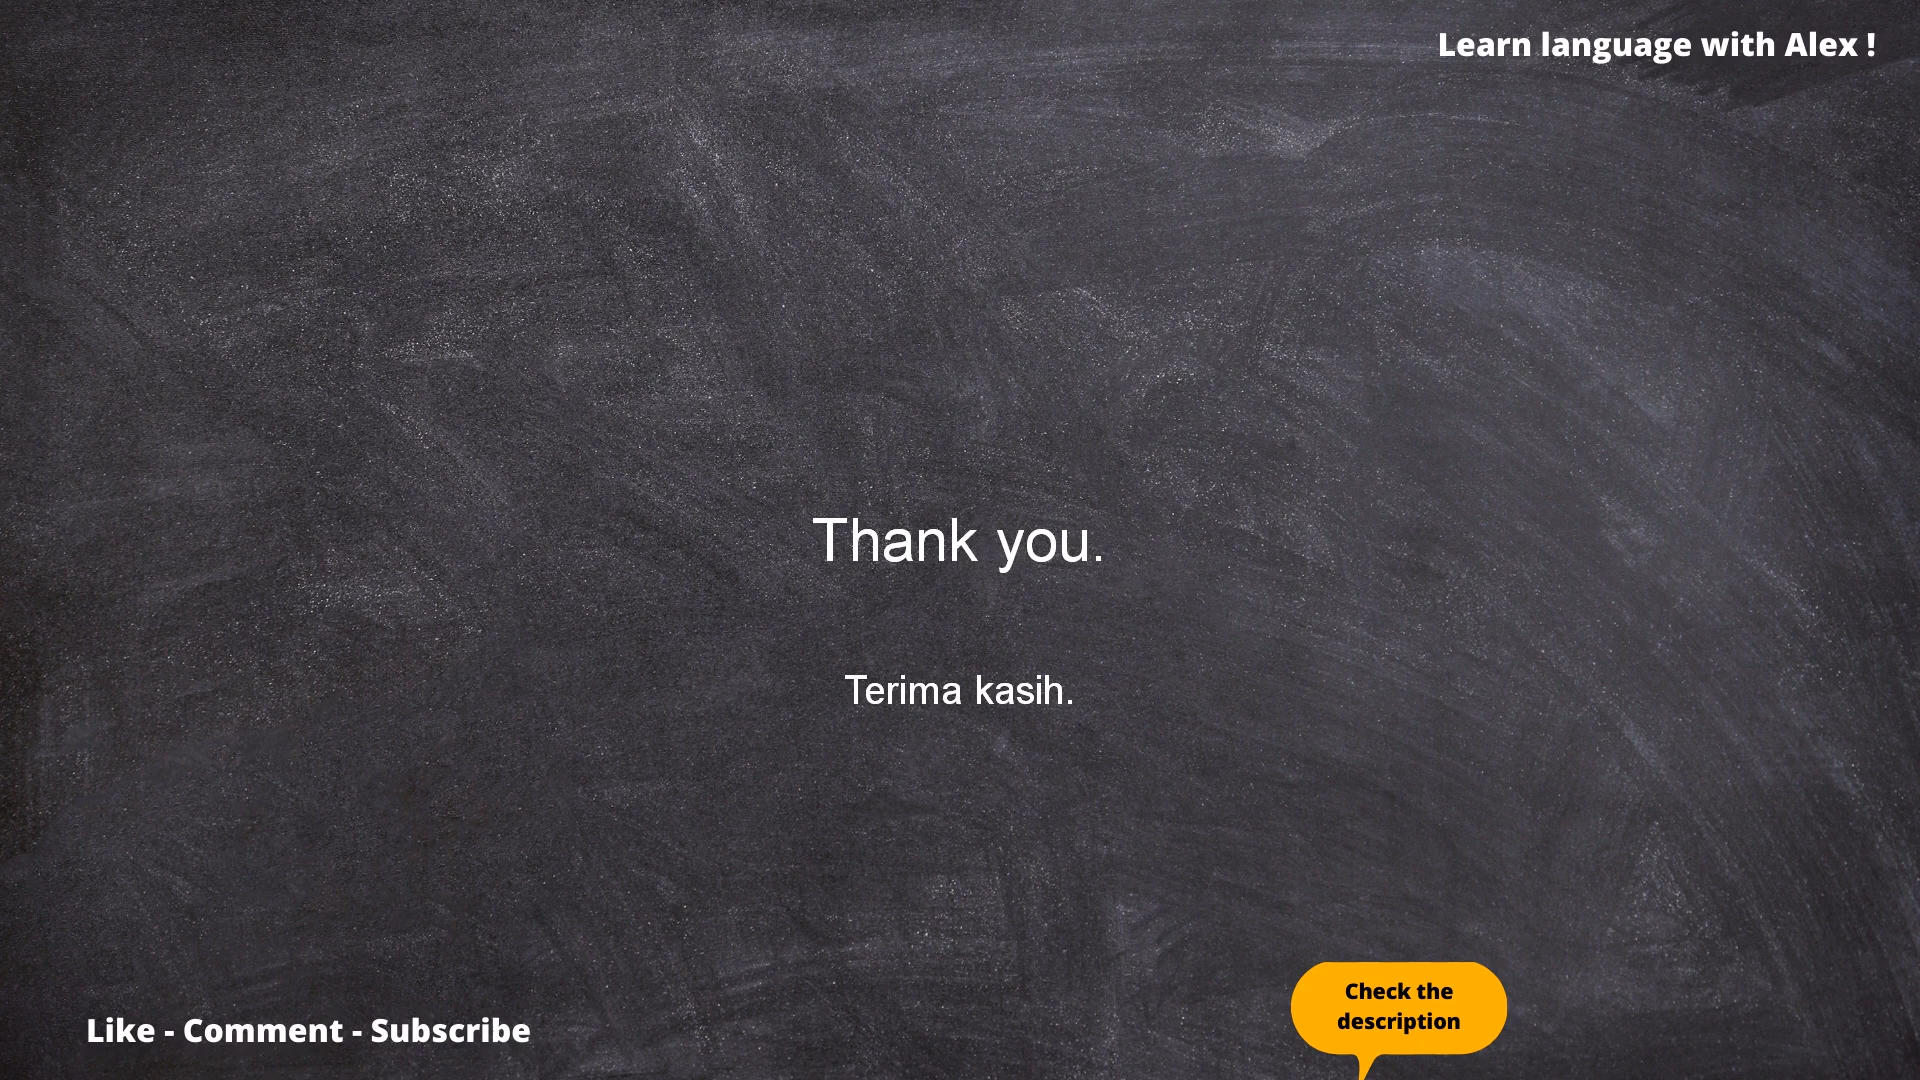 Learn language with Alex !
Thank you.
Terima kasih.
Check the
description
Like - Comment - Subscribe